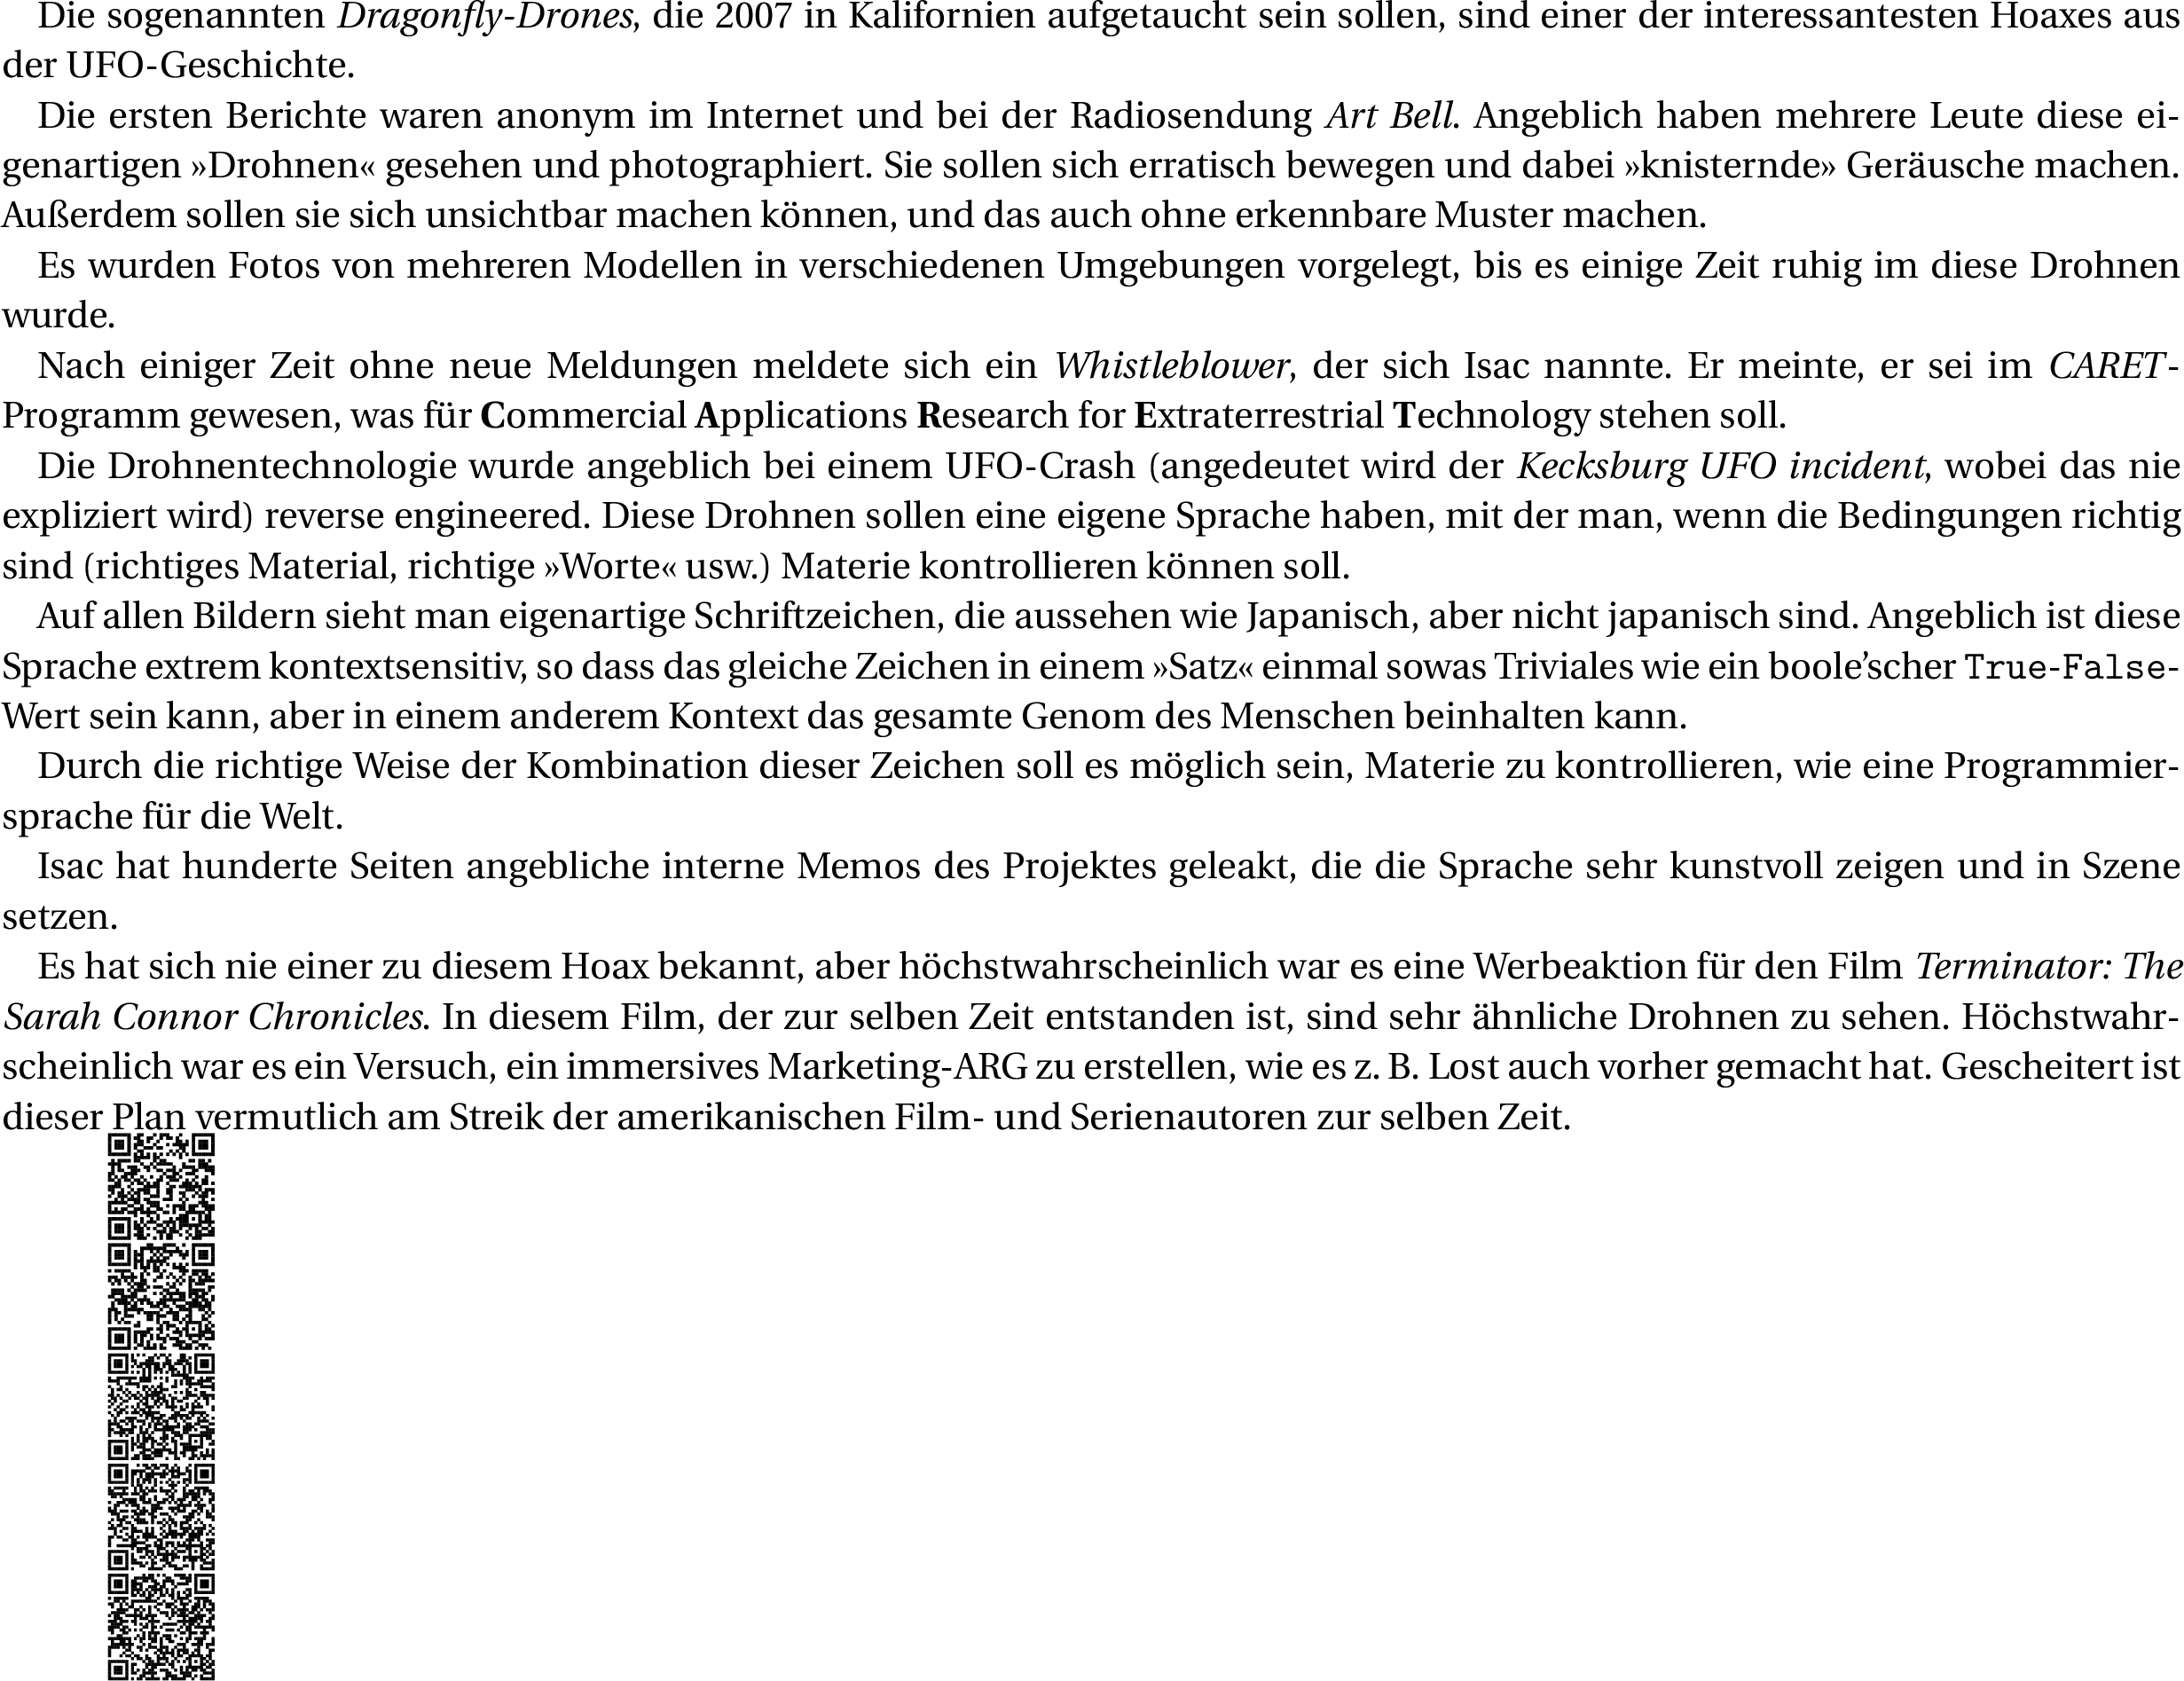 Die sogenannten Dragonfly-Drones, die 2007 in Kalifornien aufgetaucht sein sollen, sind einer der interessantesten Hoaxes aus
der UFO-Geschichte.
Die ersten Berichte waren anonym im Internet und bei der Radiosendung Art Bell. Angeblich haben mehrere Leute diese ei-
genartigen »Drohnen« gesehen und photographiert. Sie sollen sich erratisch bewegen und dabei »knisternde» Geräusche machen.
Außerdem sollen sie sich unsichtbar machen können, und das auch ohne erkennbare Muster machen.
Es wurden Fotos von mehreren Modellen in verschiedenen Umgebungen vorgelegt, bis es einige Zeit ruhig im diese Drohnen
wurde.
Nach einiger Zeit ohne neue Meldungen meldete sich ein Whistleblower, der sich Isac nannte. Er meinte, er sei im CARET-
Programm gewesen, was für Commercial Applications Research for Extraterrestrial Technology stehen soll.
Die Drohnentechnologie wurde angeblich bei einem UFO-Crash (angedeutet wird der Kecksburg UFO incident, wobei das nie
expliziert wird) reverse engineered. Diese Drohnen sollen eine eigene Sprache haben, mit der man, wenn die Bedingungen richtig
sind (richtiges Material, richtige »Worte« usw.) Materie kontrollieren können soll.
Auf allen Bildern sieht man eigenartige Schriftzeichen, die aussehen wie Japanisch, aber nicht japanisch sind. Angeblich ist diese
Sprache extrem kontextsensitiv, so dass das gleiche Zeichen in einem »Satz« einmal sowas Triviales wie ein boole’scher True-False-
Wert sein kann, aber in einem anderem Kontext das gesamte Genom des Menschen beinhalten kann.
Durch die richtige Weise der Kombination dieser Zeichen soll es möglich sein, Materie zu kontrollieren, wie eine Programmier-
sprache für die Welt.
Isac hat hunderte Seiten angebliche interne Memos des Projektes geleakt, die die Sprache sehr kunstvoll zeigen und in Szene
setzen.
Es hat sich nie einer zu diesem Hoax bekannt, aber höchstwahrscheinlich war es eine Werbeaktion für den Film Terminator: The
Sarah Connor Chronicles. In diesem Film, der zur selben Zeit entstanden ist, sind sehr ähnliche Drohnen zu sehen. Höchstwahr-
scheinlich war es ein Versuch, ein immersives Marketing-ARG zu erstellen, wie es z. B. Lost auch vorher gemacht hat. Gescheitert ist
dieser Plan vermutlich am Streik der amerikanischen Film- und Serienautoren zur selben Zeit.